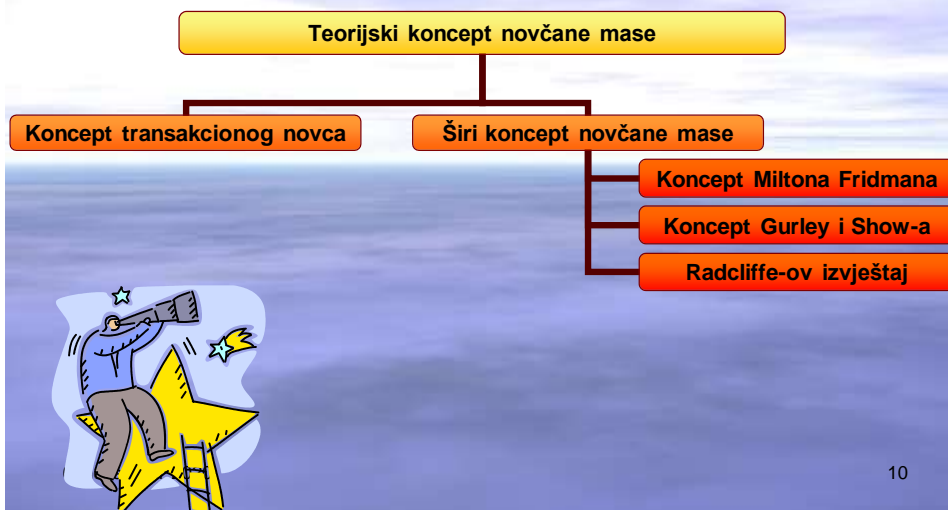 Teorijski koncept novčane mase
Koncept transakcionog novca
Širi koncept novčane mase
Koncept Miltona Fridmana
Koncept Gurley i Show-a
Radcliffe-ov izvještaj
10